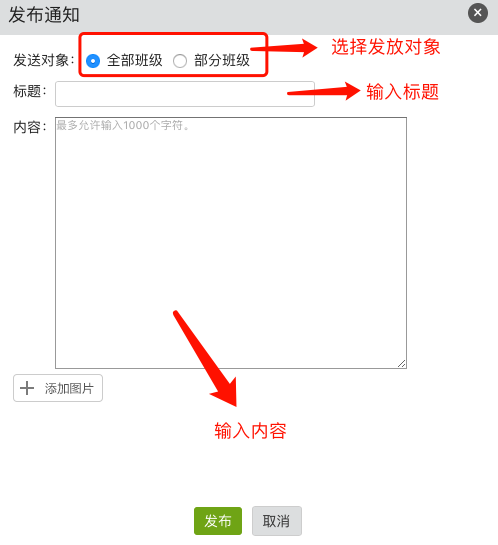 发布通知
发送对象: 全部班级 部分班级 选择发放对象
标题: 输入标题
内容: 最多允许输入1000个字符。
添加图片
输入内容
发布 取消